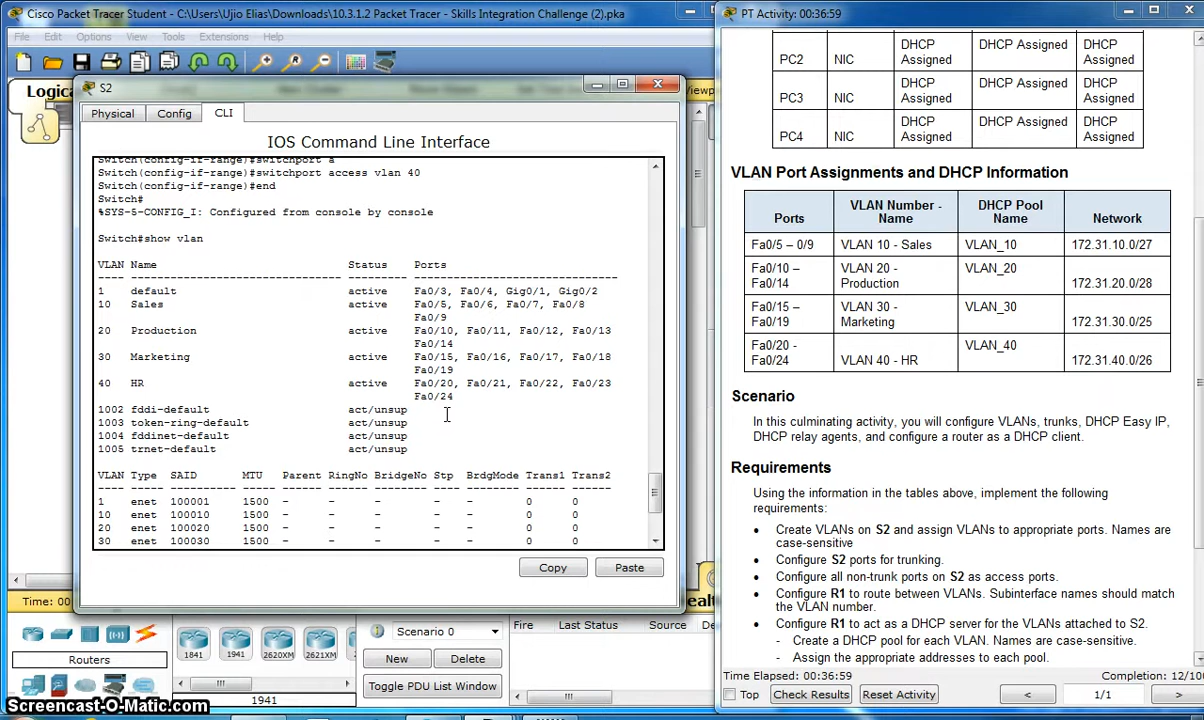 Cisco Packet Tracer Student - C:\Users\Ujio Elias\Downloads\10.3.1.2 Packet Tracer - Skills Integration Challenge (2).pka
File Edit Options View Tools Extensions Help
Logica
Viewp
S2
Physical Config CLI
IOS Command Line Interface
Switch(config-if-range)#switchport a
Switch(config-if-range)#switchport access vlan 40
Switch(config-if-range)#end
Switch#
%SYS-5-CONFIG_I: Configured from console by console
Switch#show vlan
VLAN Name Status Ports
---- -------------------------------- --------- -------------------------------
1 default active Fa0/3, Fa0/4, Gig0/1, Gig0/2
10 Sales active Fa0/5, Fa0/6, Fa0/7, Fa0/8
Fa0/9
20 Production active Fa0/10, Fa0/11, Fa0/12, Fa0/13
Fa0/14
30 Marketing active Fa0/15, Fa0/16, Fa0/17, Fa0/18
Fa0/19
40 HR active Fa0/20, Fa0/21, Fa0/22, Fa0/23
Fa0/24
1002 fddi-default act/unsup
1003 token-ring-default act/unsup
1004 fddinet-default act/unsup
1005 trnet-default act/unsup
VLAN Type SAID MTU Parent RingNo BridgeNo Stp BrdgMode Trans1 Trans2
---- ----- ---------- ----- ------ ------ -------- ---- -------- ------ ------
1 enet 100001 1500 - - - - - 0 0
10 enet 100010 1500 - - - - - 0 0
20 enet 100020 1500 - - - - - 0 0
30 enet 100030 1500 - - - - - 0 0
Copy Paste
Time: 00
ealt
Routers
1841 1941 2620XM 2621XM
1941
Scenario 0
New Delete
Toggle PDU List Window
Fire Last Status Source De
Screencast-O-Matic.com
PT Activity: 00:36:59
PC2 NIC DHCP Assigned DHCP Assigned DHCP Assigned
PC3 NIC DHCP Assigned DHCP Assigned DHCP Assigned
PC4 NIC DHCP Assigned DHCP Assigned DHCP Assigned
VLAN Port Assignments and DHCP Information
Ports VLAN Number - Name DHCP Pool Name Network
Fa0/5 – 0/9 VLAN 10 - Sales VLAN_10 172.31.10.0/27
Fa0/10 – Fa0/14 VLAN 20 - Production VLAN_20 172.31.20.0/28
Fa0/15 – Fa0/19 VLAN 30 - Marketing VLAN_30 172.31.30.0/25
Fa0/20 - Fa0/24 VLAN 40 - HR VLAN_40 172.31.40.0/26
Scenario
In this culminating activity, you will configure VLANs, trunks, DHCP Easy IP,
DHCP relay agents, and configure a router as a DHCP client.
Requirements
Using the information in the tables above, implement the following
requirements:
• Create VLANs on S2 and assign VLANs to appropriate ports. Names are
case-sensitive
• Configure S2 ports for trunking.
• Configure all non-trunk ports on S2 as access ports.
• Configure R1 to route between VLANs. Subinterface names should match
the VLAN number.
• Configure R1 to act as a DHCP server for the VLANs attached to S2.
- Create a DHCP pool for each VLAN. Names are case-sensitive.
- Assign the appropriate addresses to each pool.
Time Elapsed: 00:36:59 Completion: 12/100
Top Check Results Reset Activity < 1/1 >